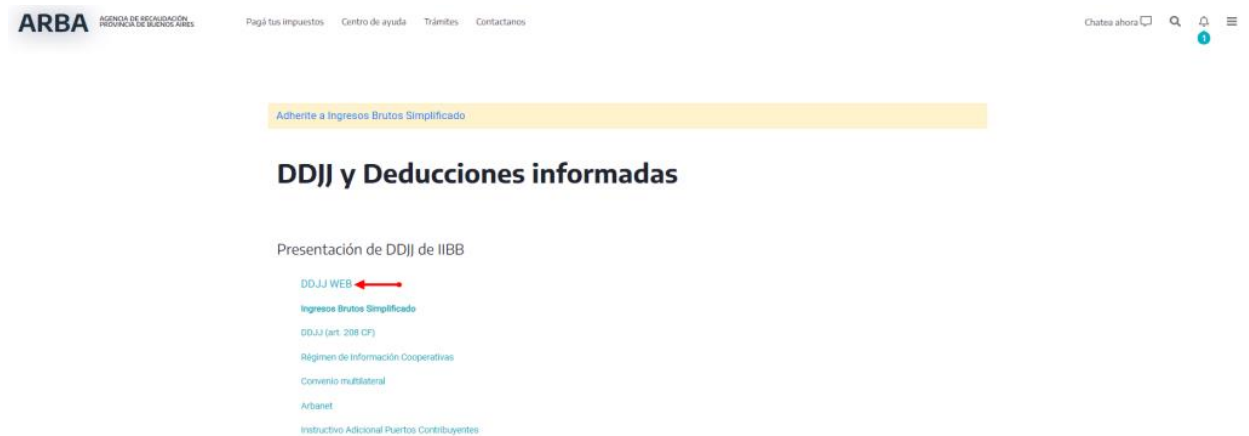 ARBA AGENCIA DE RECAUDACIÓN
PROVINCIA DE BUENOS AIRES
Pagá tus impuestos Centro de ayuda Trámites Contactanos Chatea ahora
1
Adherite a Ingresos Brutos Simplificado
DDJJ y Deducciones informadas
Presentación de DDJJ de IIBB
DDJJ WEB
Ingresos Brutos Simplificado
DDJJ (art. 208 CF)
Régimen de Información Cooperativas
Convenio multilateral
Arbanet
Instructivo Adicional Puertos Contribuyentes